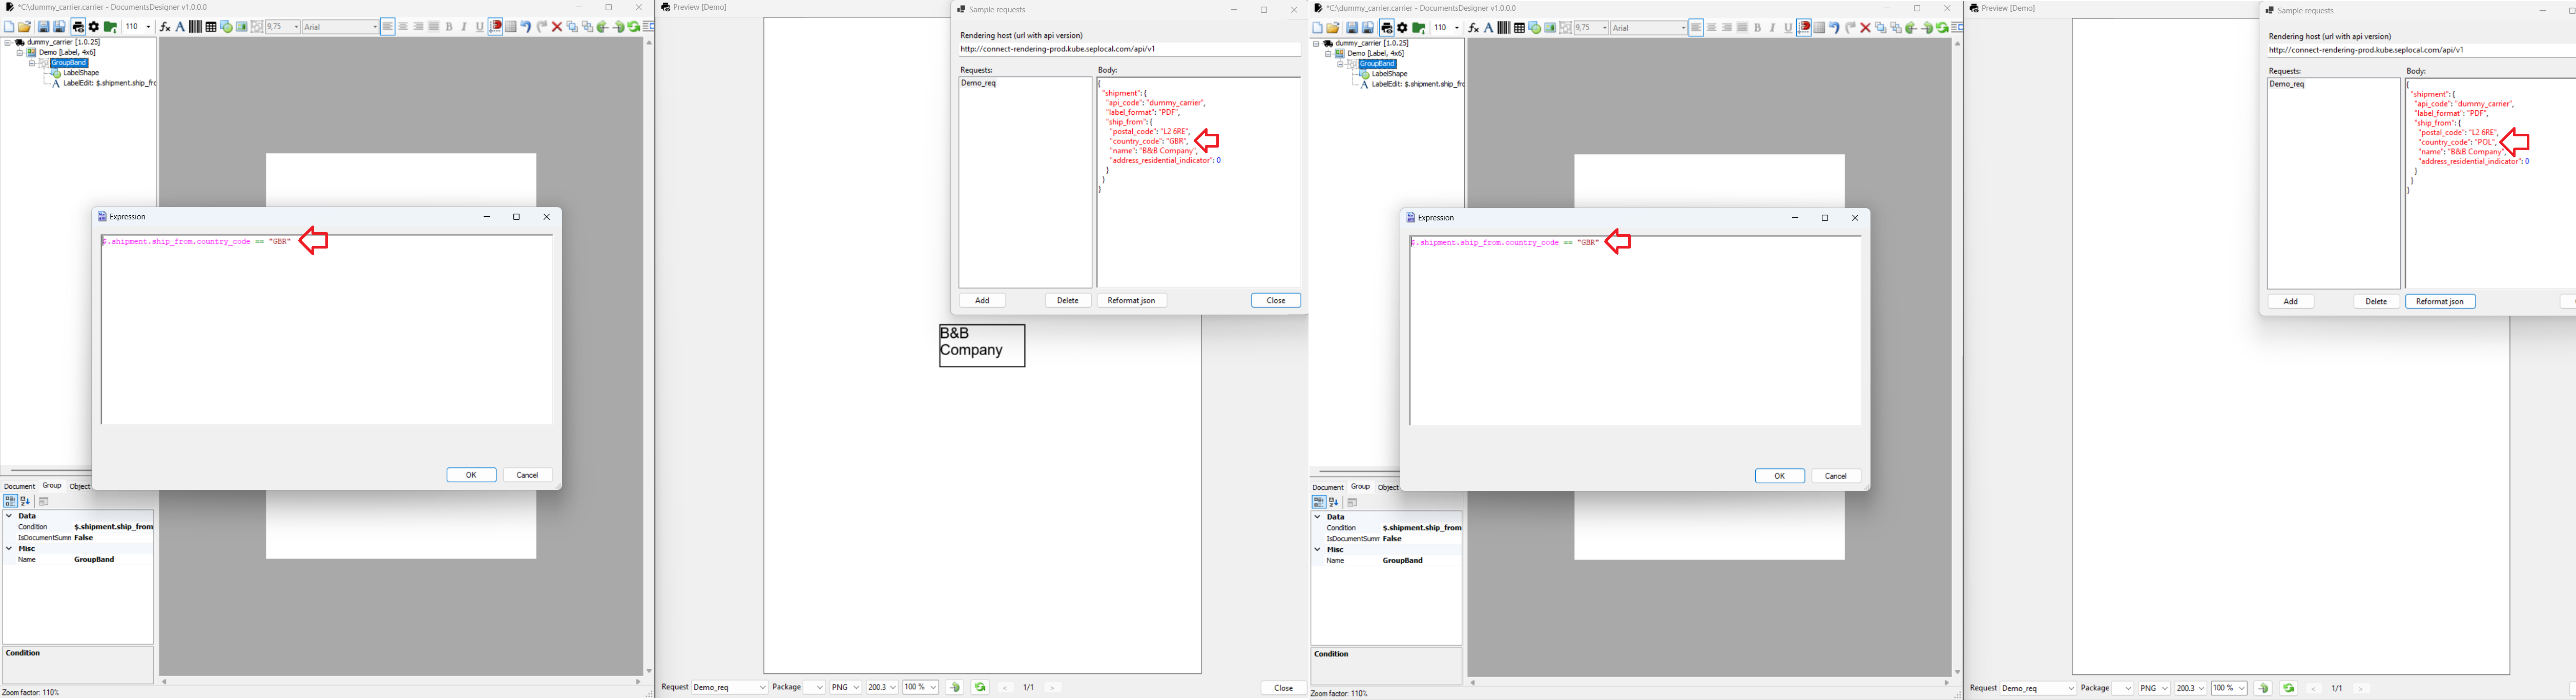 *C:\dummy_carrier.carrier - DocumentsDesigner v1.0.0.0
110
9,75
Arial
dummy_carrier [1.0.25]
Demo [Label, 4x6]
GroupBand
LabelShape
LabelEdit: $.shipment.ship_frc
Expression
$.shipment.ship_from.country_code == "GBR"
OK
Cancel
Document
Group
Object
Data
Condition $.shipment.ship_from
IsDocumentSumm False
Misc
Name GroupBand
Condition
Zoom factor: 110%
Preview [Demo]
B&B
Company
Request Demo_req
Package
PNG
200.3
100 %
<
1/1
>
Close
Sample requests
Rendering host (url with api version)
http://connect-rendering-prod.kube.seplocal.com/api/v1
Requests:
Body:
Demo_req
{
"shipment": {
"api_code": "dummy_carrier",
"label_format": "PDF",
"ship_from": {
"postal_code": "L2 6RE",
"country_code": "GBR",
"name": "B&B Company",
"address_residential_indicator": 0
}
}
}
Add
Delete
Reformat json
Close
*C:\dummy_carrier.carrier - DocumentsDesigner v1.0.0.0
110
9,75
Arial
dummy_carrier [1.0.25]
Demo [Label, 4x6]
GroupBand
LabelShape
LabelEdit: $.shipment.ship_frc
Expression
$.shipment.ship_from.country_code == "GBR"
OK
Cancel
Document
Group
Object
Data
Condition $.shipment.ship_from
IsDocumentSumm False
Misc
Name GroupBand
Condition
Zoom factor: 110%
Preview [Demo]
Request Demo_req
Package
PNG
200.3
100 %
<
1/1
>
Sample requests
Rendering host (url with api version)
http://connect-rendering-prod.kube.seplocal.com/api/v1
Requests:
Body:
Demo_req
{
"shipment": {
"api_code": "dummy_carrier",
"label_format": "PDF",
"ship_from": {
"postal_code": "L2 6RE",
"country_code": "POL",
"name": "B&B Company",
"address_residential_indicator": 0
}
}
}
Add
Delete
Reformat json